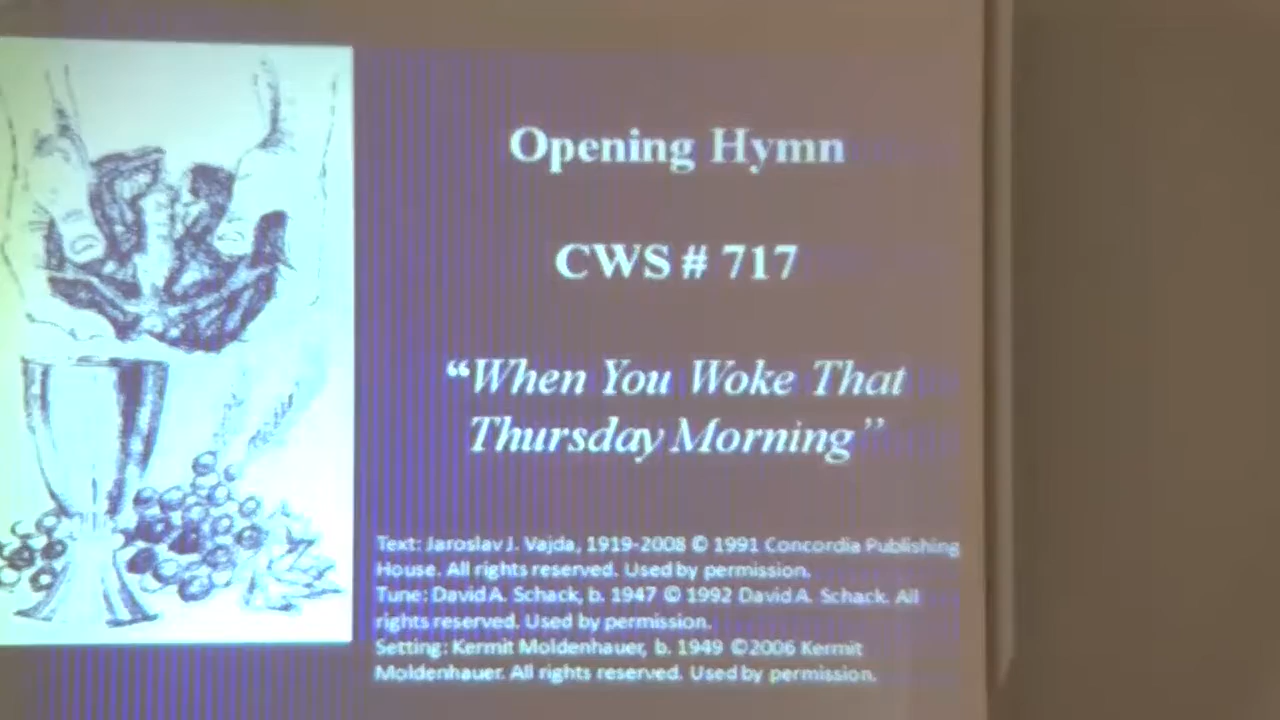 Opening Hymn
CWS # 717
“When You Woke That
Thursday Morning”
Text: Jaroslav J. Vajda, 1919-2008 © 1991 Concordia Publishing
House. All rights reserved. Used by permission.
Tune: David A. Schack, b. 1947 © 1992 David A. Schack. All
rights reserved. Used by permission.
Setting: Kermit Moldenhauer, b. 1949 ©2006 Kermit
Moldenhauer. All rights reserved. Used by permission.